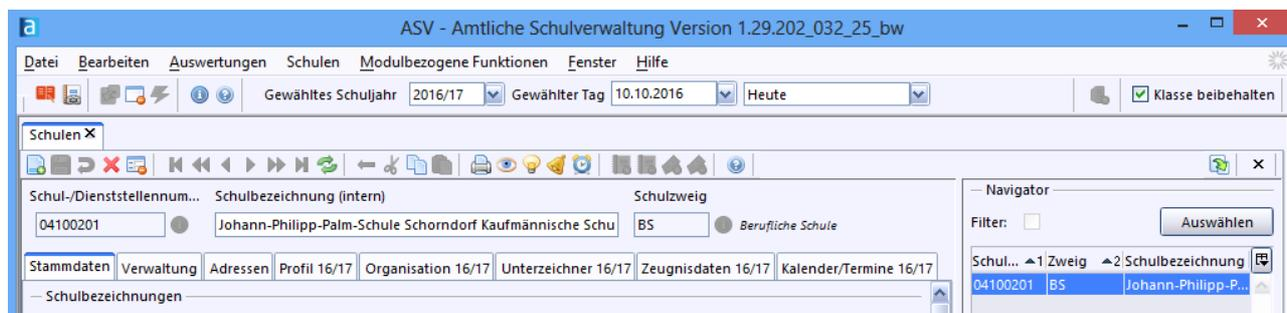 ASV - Amtliche Schulverwaltung Version 1.29.202_032_25_bw
Datei Bearbeiten Auswertungen Schulen Modulbezogene Funktionen Fenster Hilfe
Gewähltes Schuljahr 2016/17 Gewählter Tag 10.10.2016 Heute Klasse beibehalten
Schulen X
Schul-/Dienststellennum... Schulbezeichnung (intern) Schulzweig
04100201 Johann-Philipp-Palm-Schule Schorndorf Kaufmännische Schu BS Berufliche Schule
Stammdaten Verwaltung Adressen Profil 16/17 Organisation 16/17 Unterzeichner 16/17 Zeugnisdaten 16/17 Kalender/Termine 16/17
Schulbezeichnungen
Navigator
Filter: Auswählen
Schul... 1 Zweig 2 Schulbezeichnung
04100201 BS Johann-Philipp-P...